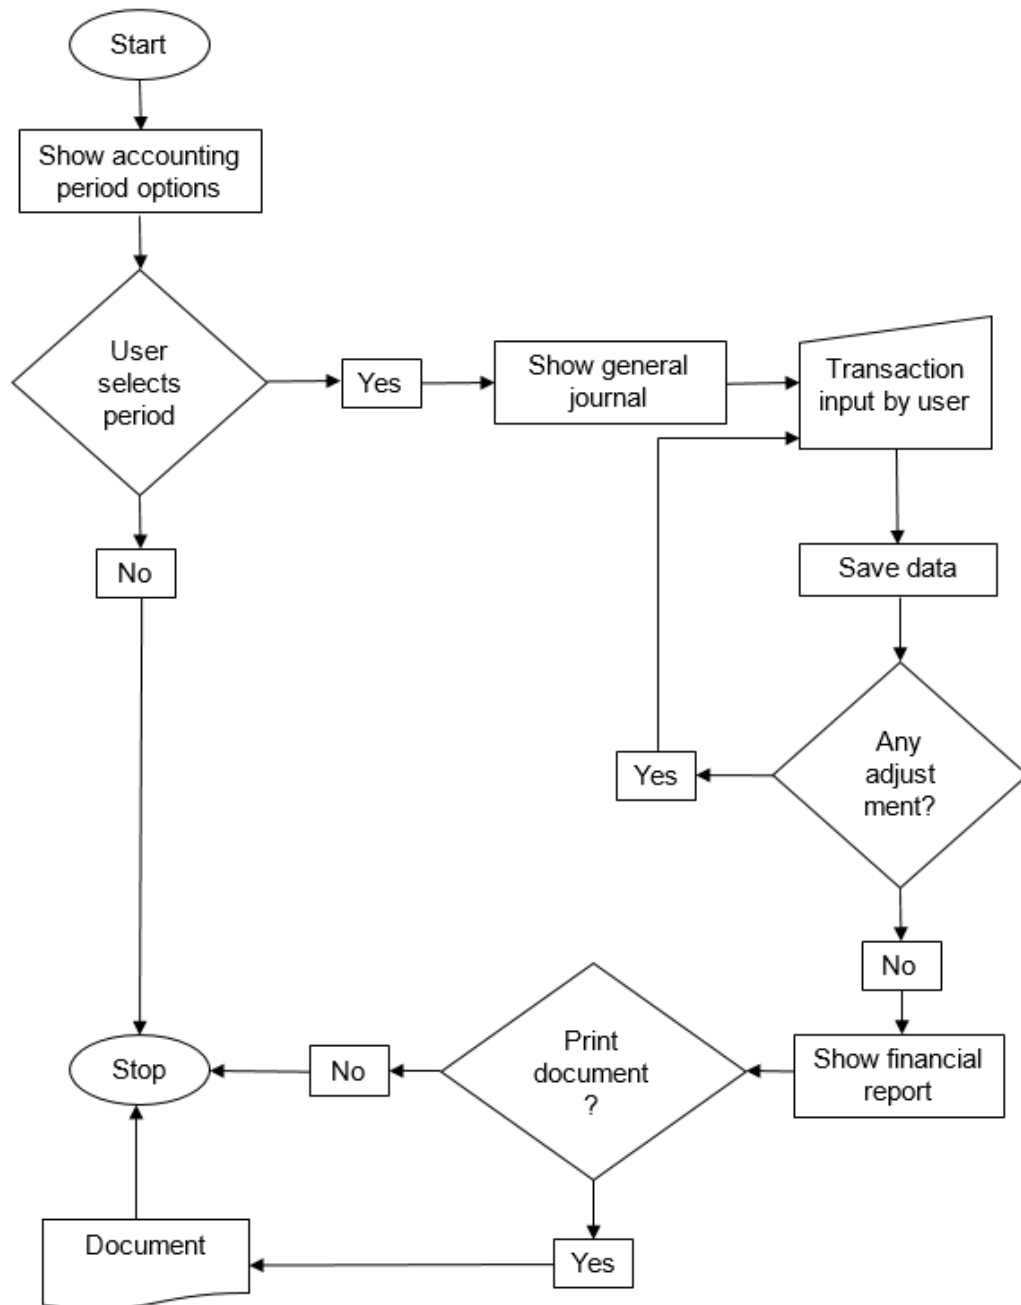 Start
Show accounting
period options
User
selects
period
Yes
Show general
journal
Transaction
input by user
No
Save data
Any
adjust
ment?
Yes
No
Show financial
report
Print
document
?
No
Stop
Yes
Document